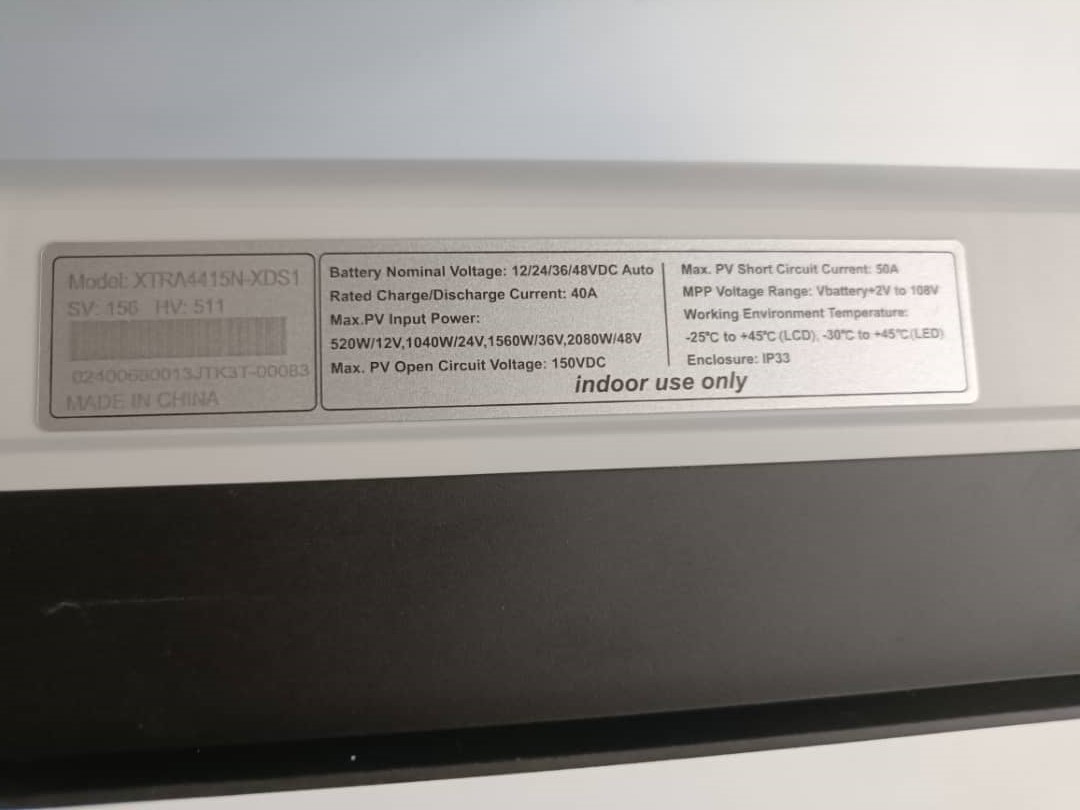 Model: XTRA4415N-XDS1
SV: 156 HV: 511
MADE IN CHINA
Battery Nominal Voltage: 12/24/36/48VDC Auto
Rated Charge/Discharge Current: 40A
Max.PV Input Power:
520W/12V,1040W/24V,1560W/36V,2080W/48V
Max. PV Open Circuit Voltage: 150VDC
Max. PV Short Circuit Current: 50A
MPP Voltage Range: Vbattery+2V to 108V
Working Environment Temperature:
-25℃ to +45℃(LCD), -30℃ to +45℃(LED)
Enclosure: IP33
indoor use only